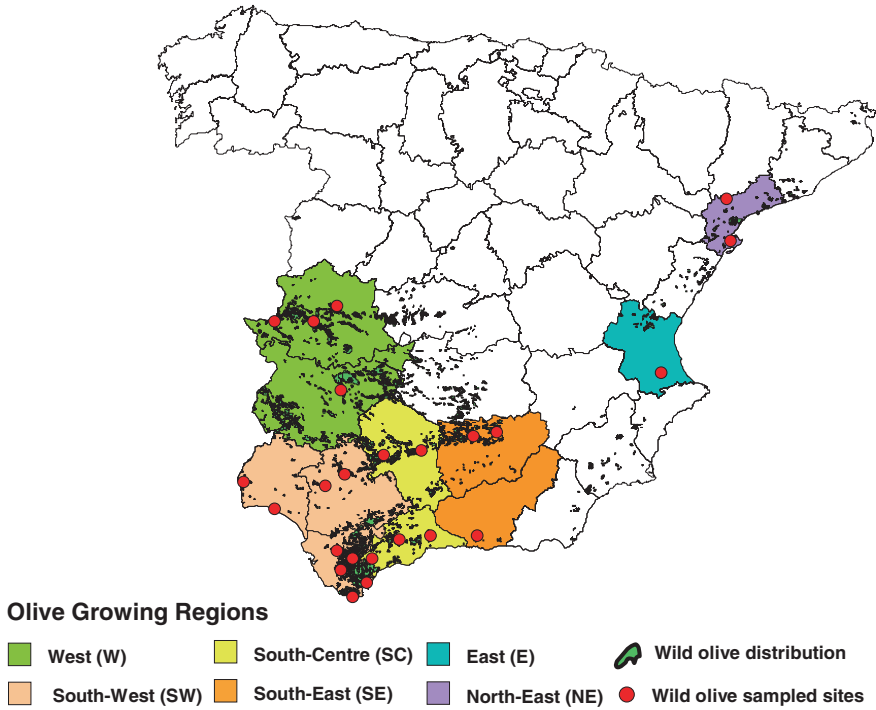 Olive Growing Regions
West (W)
South-Centre (SC)
East (E)
Wild olive distribution
South-West (SW)
South-East (SE)
North-East (NE)
Wild olive sampled sites